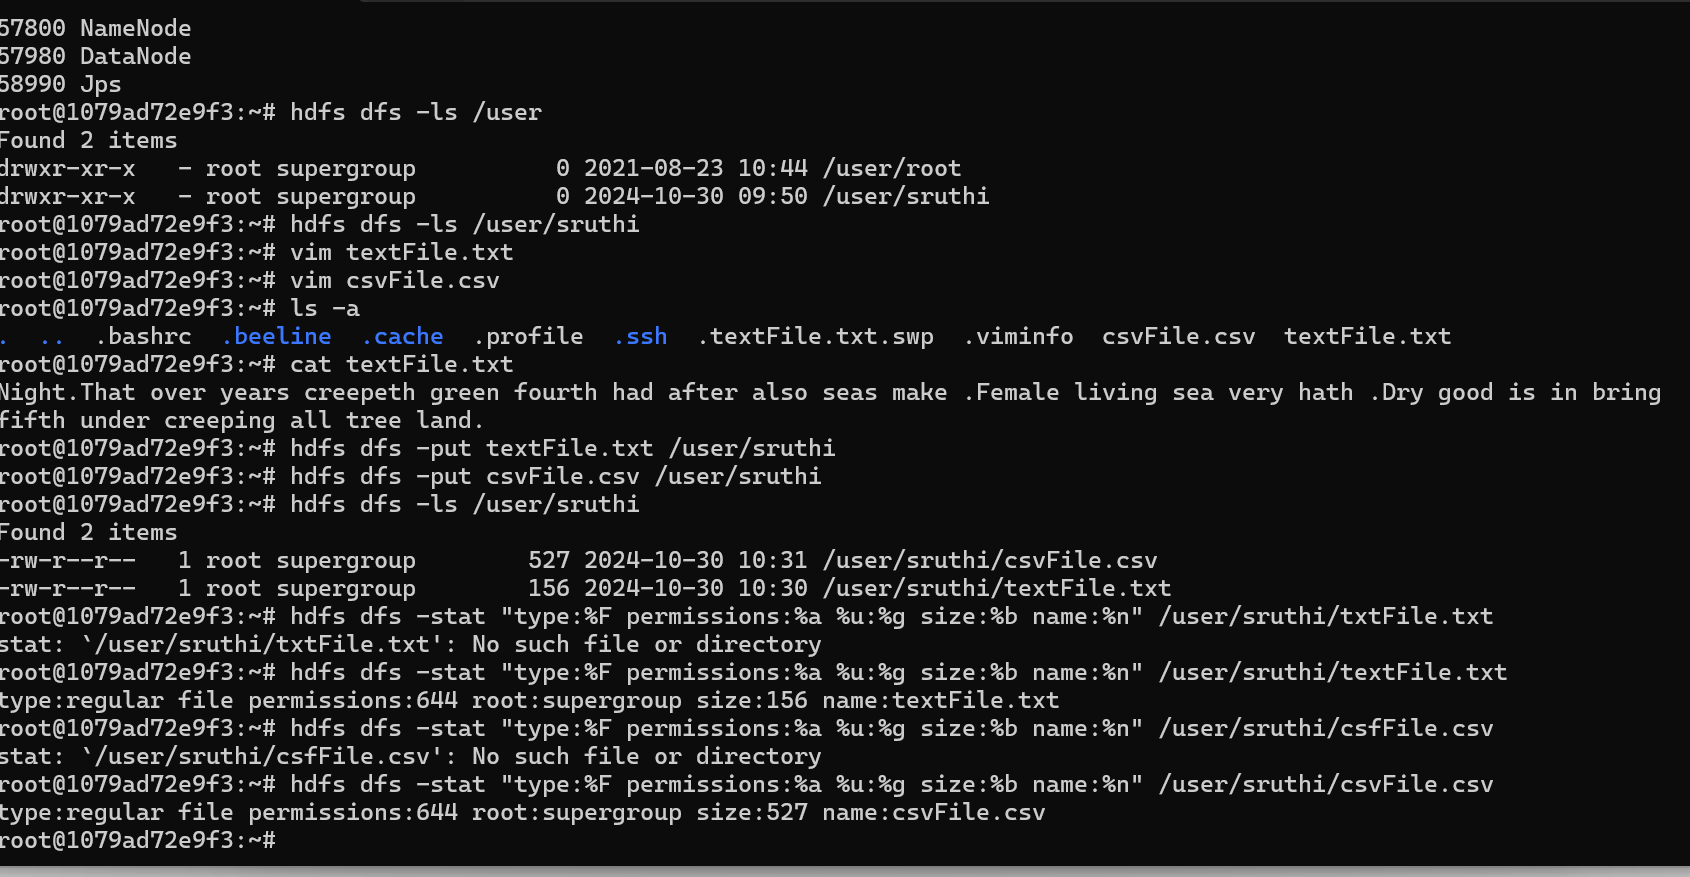 57800 NameNode
57980 DataNode
58990 Jps
root@1079ad72e9f3:~# hdfs dfs -ls /user
Found 2 items
drwxr-xr-x   - root supergroup          0 2021-08-23 10:44 /user/root
drwxr-xr-x   - root supergroup          0 2024-10-30 09:50 /user/sruthi
root@1079ad72e9f3:~# hdfs dfs -ls /user/sruthi
root@1079ad72e9f3:~# vim textFile.txt
root@1079ad72e9f3:~# vim csvFile.csv
root@1079ad72e9f3:~# ls -a
.  ..  .bashrc  .beeline  .cache  .profile  .ssh  .textFile.txt.swp  .viminfo  csvFile.csv  textFile.txt
root@1079ad72e9f3:~# cat textFile.txt
Night.That over years creepeth green fourth had after also seas make .Female living sea very hath .Dry good is in bring
fifth under creeping all tree land.
root@1079ad72e9f3:~# hdfs dfs -put textFile.txt /user/sruthi
root@1079ad72e9f3:~# hdfs dfs -put csvFile.csv /user/sruthi
root@1079ad72e9f3:~# hdfs dfs -ls /user/sruthi
Found 2 items
-rw-r--r--   1 root supergroup        527 2024-10-30 10:31 /user/sruthi/csvFile.csv
-rw-r--r--   1 root supergroup        156 2024-10-30 10:30 /user/sruthi/textFile.txt
root@1079ad72e9f3:~# hdfs dfs -stat "type:%F permissions:%a %u:%g size:%b name:%n" /user/sruthi/txtFile.txt
stat: `/user/sruthi/txtFile.txt': No such file or directory
root@1079ad72e9f3:~# hdfs dfs -stat "type:%F permissions:%a %u:%g size:%b name:%n" /user/sruthi/textFile.txt
type:regular file permissions:644 root:supergroup size:156 name:textFile.txt
root@1079ad72e9f3:~# hdfs dfs -stat "type:%F permissions:%a %u:%g size:%b name:%n" /user/sruthi/csfFile.csv
stat: `/user/sruthi/csfFile.csv': No such file or directory
root@1079ad72e9f3:~# hdfs dfs -stat "type:%F permissions:%a %u:%g size:%b name:%n" /user/sruthi/csvFile.csv
type:regular file permissions:644 root:supergroup size:527 name:csvFile.csv
root@1079ad72e9f3:~#